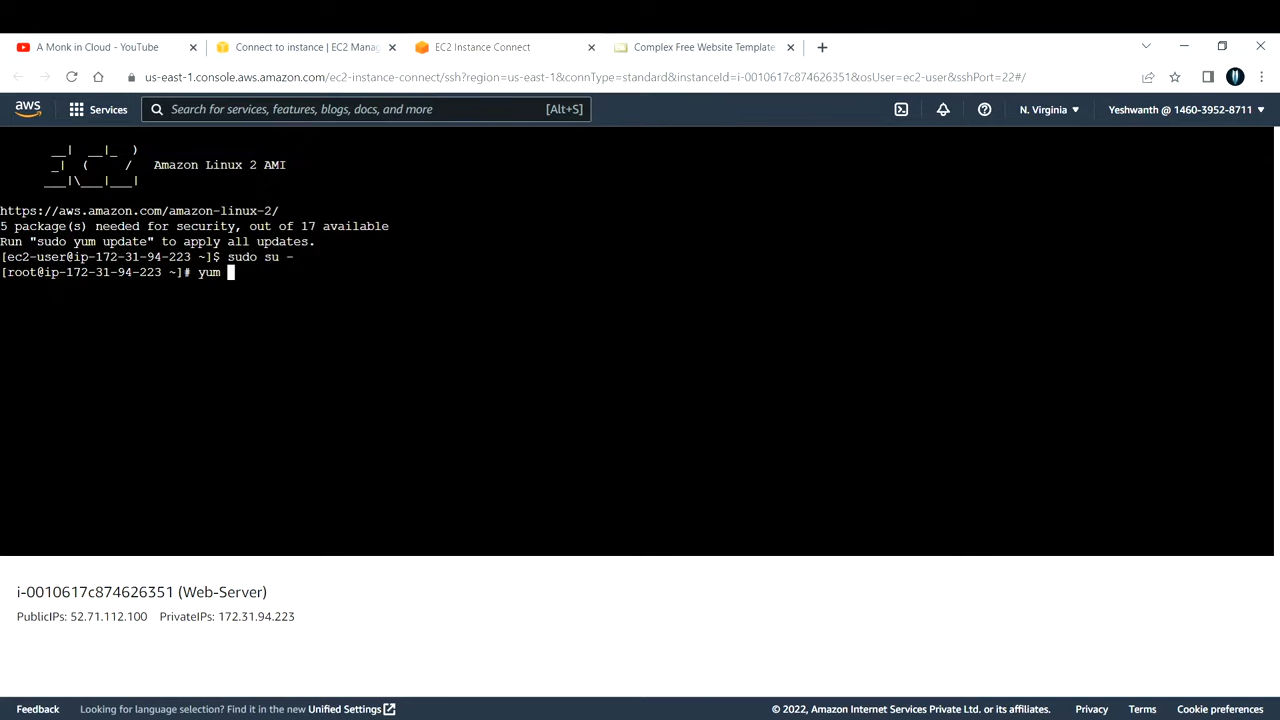 A Monk in Cloud - YouTube
Connect to instance | EC2 Manag
EC2 Instance Connect
Complex Free Website Template
us-east-1.console.aws.amazon.com/ec2-instance-connect/ssh?region=us-east-1&connType=standard&instanceId=i-0010617c874626351&osUser=ec2-user&sshPort=22#/
aws
Services
Search for services, features, blogs, docs, and more
[Alt+S]
N. Virginia
Yeshwanth @ 1460-3952-8711
__| __|_ )
_| ( / Amazon Linux 2 AMI
___|\___|___|
https://aws.amazon.com/amazon-linux-2/
5 package(s) needed for security, out of 17 available
Run "sudo yum update" to apply all updates.
[ec2-user@ip-172-31-94-223 ~]$ sudo su -
[root@ip-172-31-94-223 ~]# yum
i-0010617c874626351 (Web-Server)
PublicIPs: 52.71.112.100 PrivateIPs: 172.31.94.223
Feedback
Looking for language selection? Find it in the new Unified Settings
© 2022, Amazon Internet Services Private Ltd. or its affiliates.
Privacy
Terms
Cookie preferences